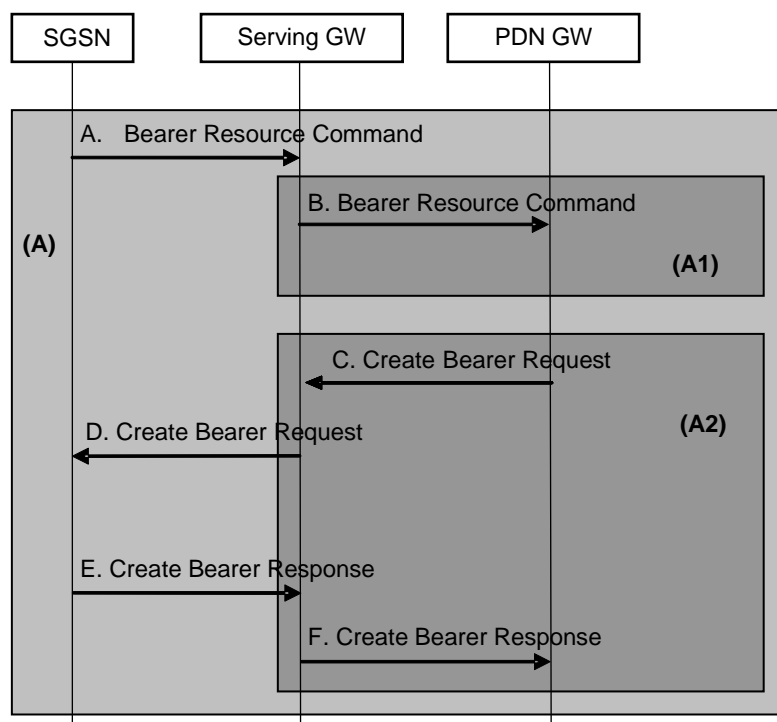 SGSN
Serving GW
PDN GW
A. Bearer Resource Command
B. Bearer Resource Command
(A)
(A1)
C. Create Bearer Request
(A2)
D. Create Bearer Request
E. Create Bearer Response
F. Create Bearer Response